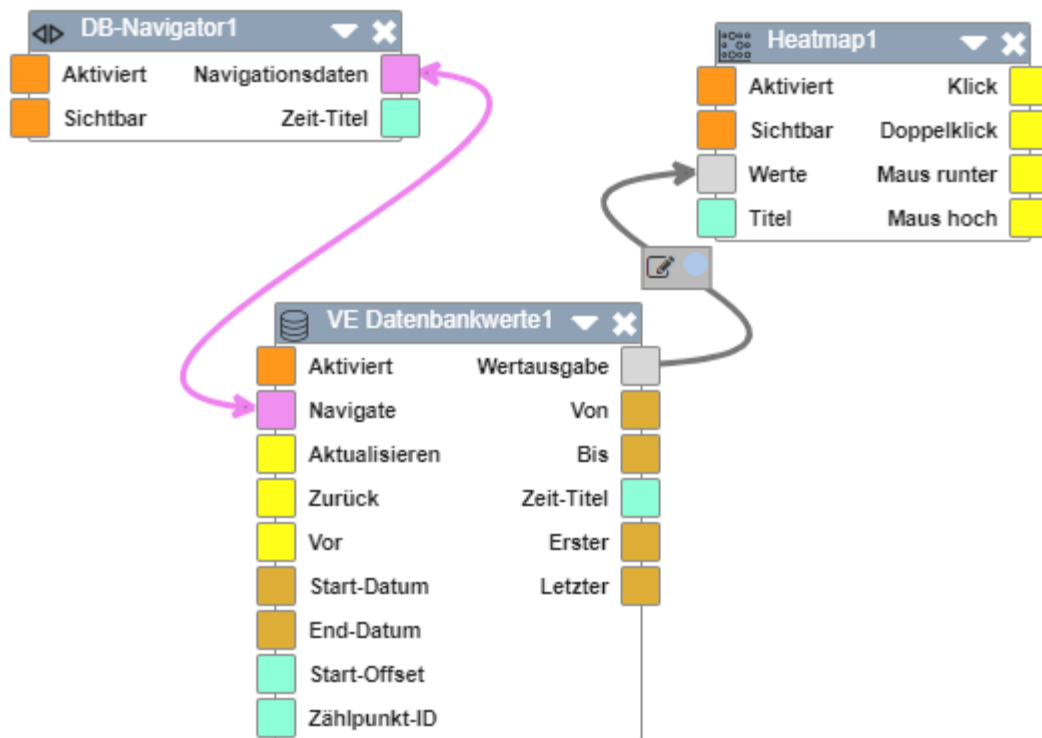 DB-Navigator1
Aktiviert Navigationsdaten
Sichtbar Zeit-Titel
Heatmap1
Aktiviert Klick
Sichtbar Doppelklick
Werte Maus runter
Titel Maus hoch
VE Datenbankwerte1
Aktiviert Wertausgabe
Navigate Von
Aktualisieren Bis
Zurück Zeit-Titel
Vor Erster
Start-Datum Letzter
End-Datum
Start-Offset
Zählpunkt-ID